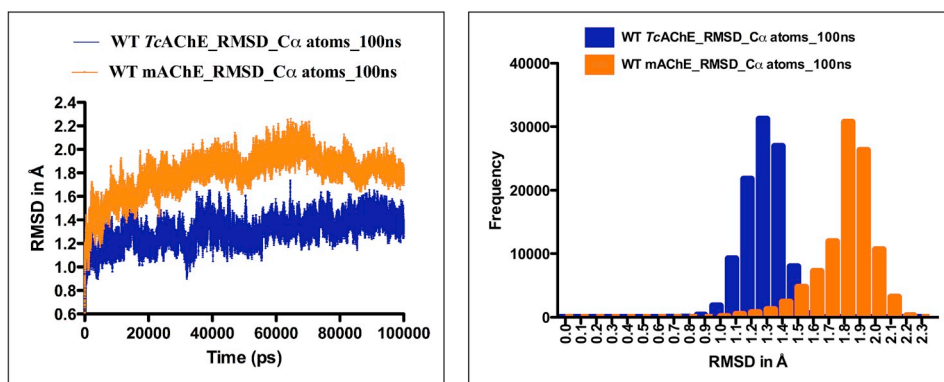 WT TcAChE_RMSD_Cα atoms_100ns
WT mAChE_RMSD_Cα atoms_100ns
RMSD in Å
2.4
2.2
2.0
1.8
1.6
1.4
1.2
1.0
0.8
0.6
0 20000 40000 60000 80000 100000
Time (ps)
WT TcAChE_RMSD_Cα atoms_100ns
WT mAChE_RMSD_Cα atoms_100ns
Frequency
40000
30000
20000
10000
0
0.0 0.1 0.2 0.3 0.4 0.5 0.6 0.7 0.8 0.9 1.0 1.1 1.2 1.3 1.4 1.5 1.6 1.7 1.8 1.9 2.0 2.1 2.2 2.3
RMSD in Å